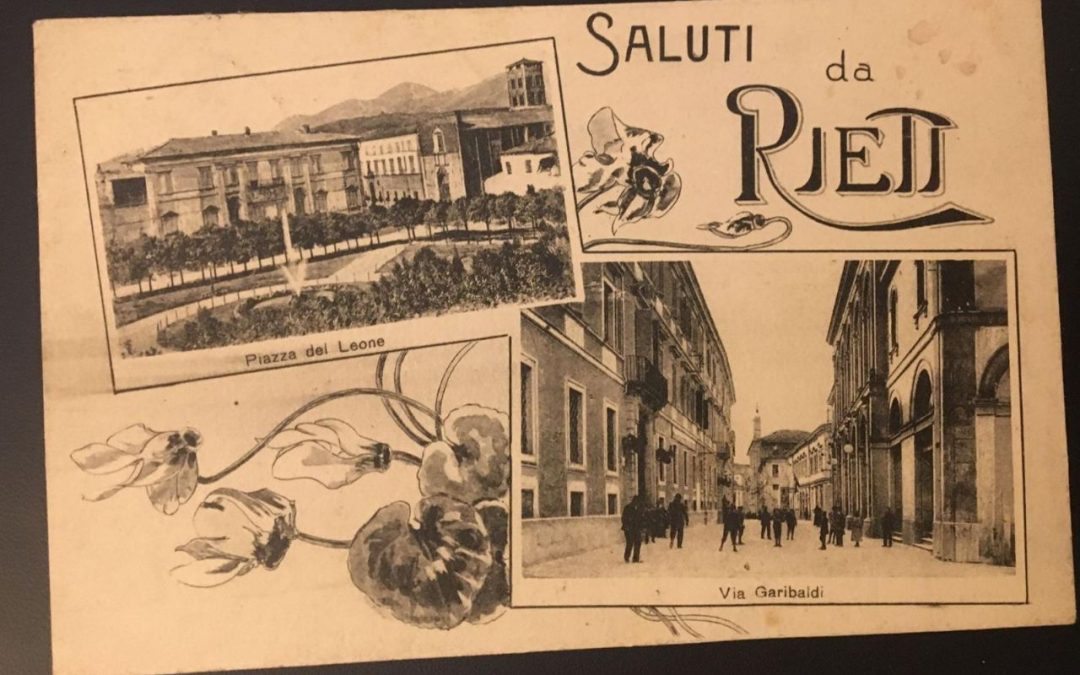 SALUTI
da
RIETI
Piazza del Leone
Via Garibaldi